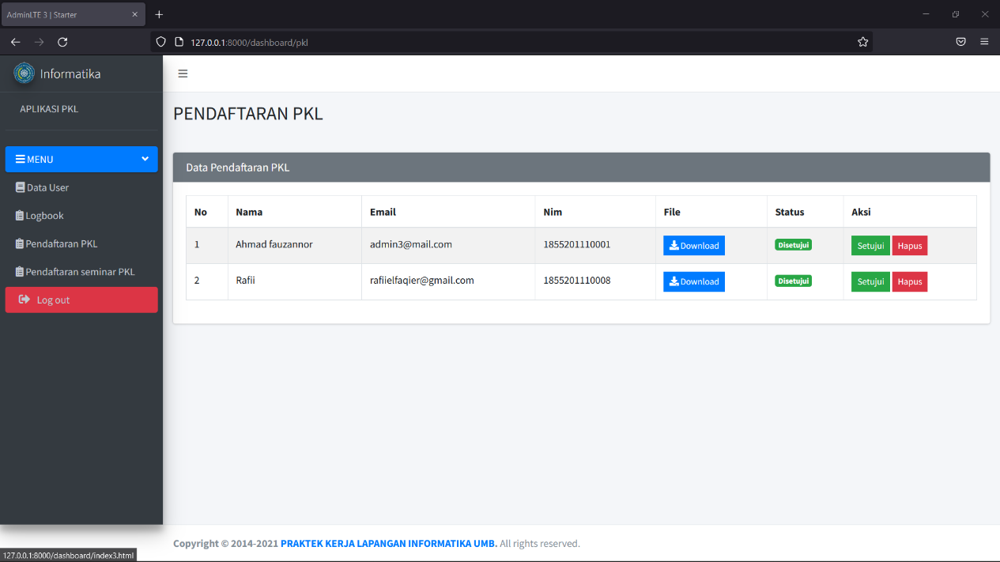 AdminLTE 3 | Starter
127.0.0.1:8000/dashboard/pkl
Informatika
APLIKASI PKL
MENU
Data User
Logbook
Pendaftaran PKL
Pendaftaran seminar PKL
Log out
PENDAFTARAN PKL
Data Pendaftaran PKL
No Nama Email Nim File Status Aksi
1 Ahmad fauzannor admin3@mail.com 1855201110001 Download Disetujui Setujui Hapus
2 Rafii rafiielfaqier@gmail.com 1855201110008 Download Disetujui Setujui Hapus
Copyright © 2014-2021 PRAKTEK KERJA LAPANGAN INFORMATIKA UMB. All rights reserved.
127.0.0.1:8000/dashboard/index3.html